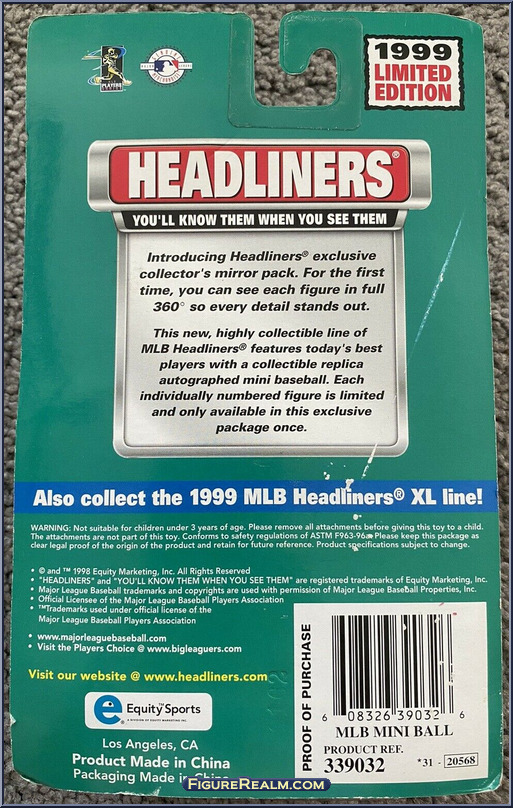 1999
LIMITED
EDITION
HEADLINERS®
YOU'LL KNOW THEM WHEN YOU SEE THEM
Introducing Headliners® exclusive
collector's mirror pack. For the first
time, you can see each figure in full
360° so every detail stands out.
This new, highly collectible line of
MLB Headliners® features today's best
players with a collectible replica
autographed mini baseball. Each
individually numbered figure is limited
and only available in this exclusive
package once.
Also collect the 1999 MLB Headliners® XL line!
WARNING: Not suitable for children under 3 years of age. Please remove all attachments before giving this toy to a child.
The attachments are not part of this toy. Conforms to safety regulations of ASTM F963-96a. Please keep this package as
clear legal proof of the origin of the product and retain for future reference. Product specifications subject to change.
• © and ™ 1998 Equity Marketing, Inc. All Rights Reserved
• "HEADLINERS" and "YOU'LL KNOW THEM WHEN YOU SEE THEM" are registered trademarks of Equity Marketing, Inc.
• Major League Baseball trademarks and copyrights are used with permission of Major League Baseball Properties, Inc.
• Official Licensee of the Major League Baseball Players Association
• ™Trademarks used under official license of the
Major League Baseball Players Association
• www.majorleaguebaseball.com
• Visit the Players Choice @ www.bigleaguers.com
Visit our website @ www.headliners.com
e Equity™Sports
A DIVISION OF EQUITY MARKETING INC.
Los Angeles, CA
Product Made in China
Packaging Made in China
PROOF OF PURCHASE
6 08326 39032 6
MLB MINI BALL
PRODUCT REF.
339032
*31 - 20568
FIGUREREALM.COM